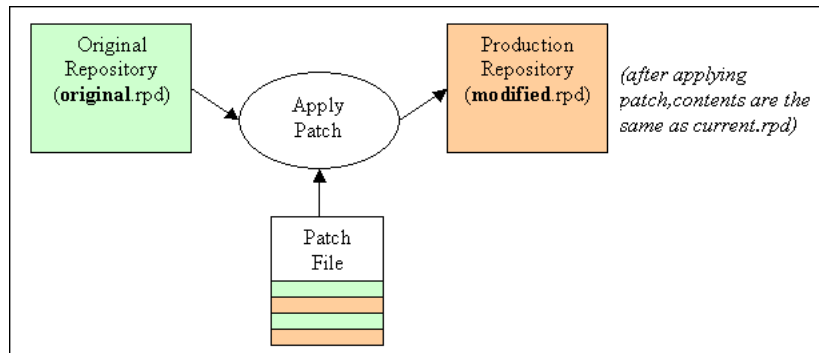 Original
Repository
(original.rpd)
Apply
Patch
Production
Repository
(modified.rpd)
(after applying
patch,contents are the
same as current.rpd)
Patch
File